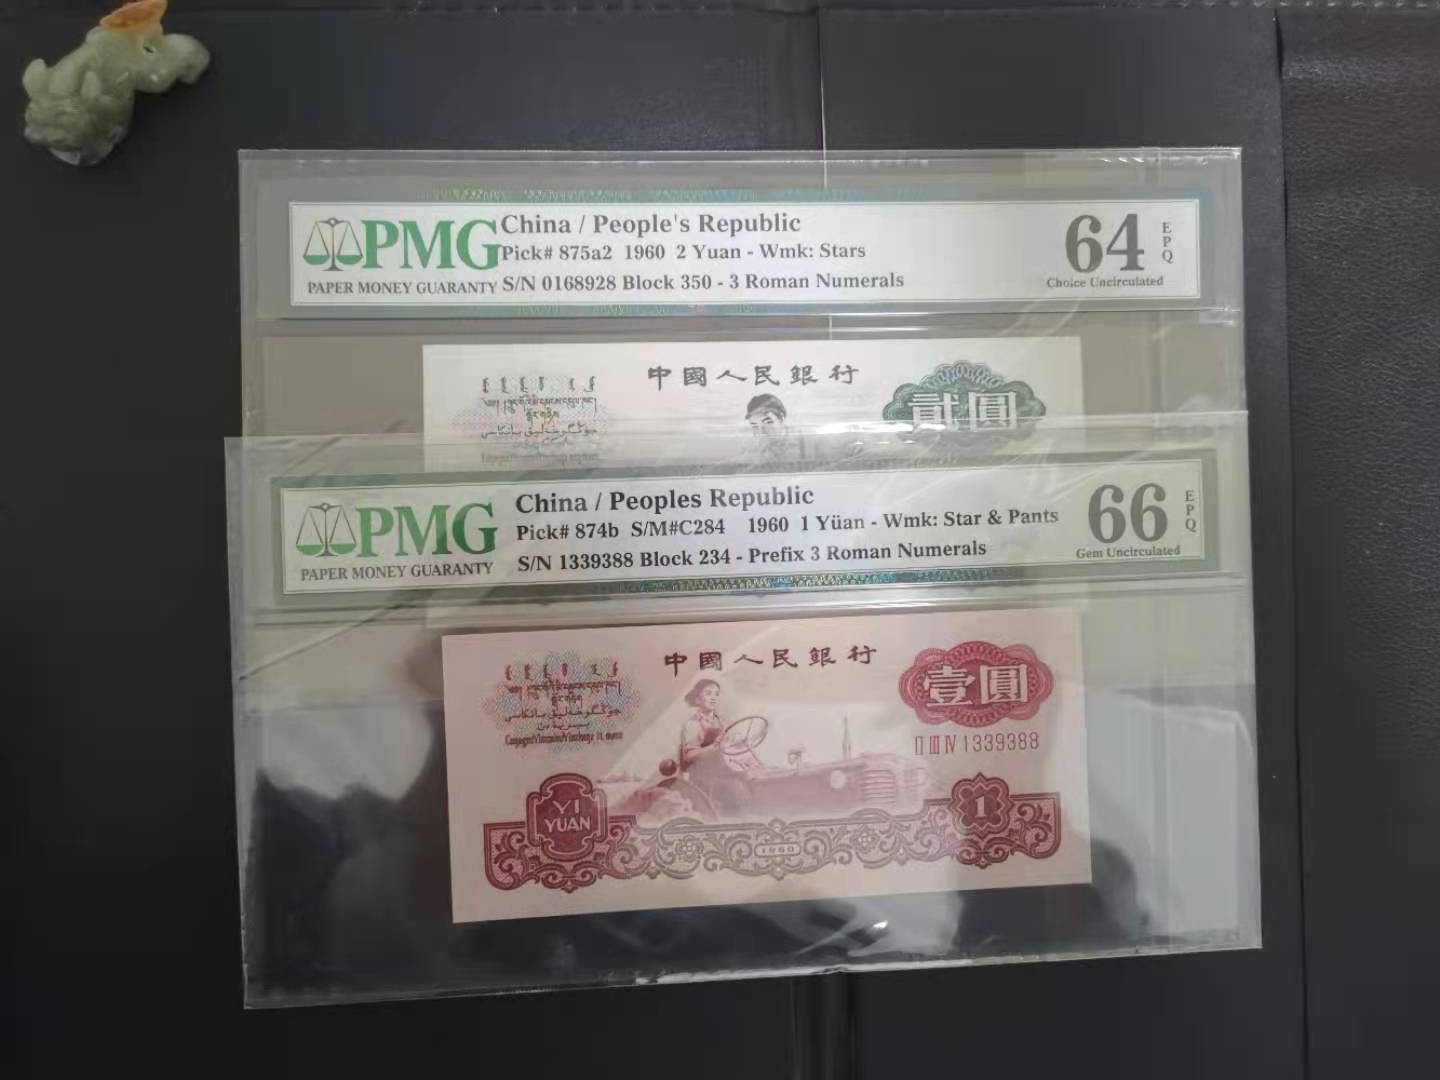 PMG
PAPER MONEY GUARANTY
China / People's Republic
Pick# 875a2 1960 2 Yuan - Wmk: Stars
S/N 0168928 Block 350 - 3 Roman Numerals
64
EPQ
Choice Uncirculated
中國人民銀行
貳圓
PMG
PAPER MONEY GUARANTY
China / Peoples Republic
Pick# 874b S/M#C284 1960 1 Yüan - Wmk: Star & Pants
S/N 1339388 Block 234 - Prefix 3 Roman Numerals
66
EPQ
Gem Uncirculated
中國人民銀行
壹圓
II III IV 1339388
YI
YUAN
1
1960